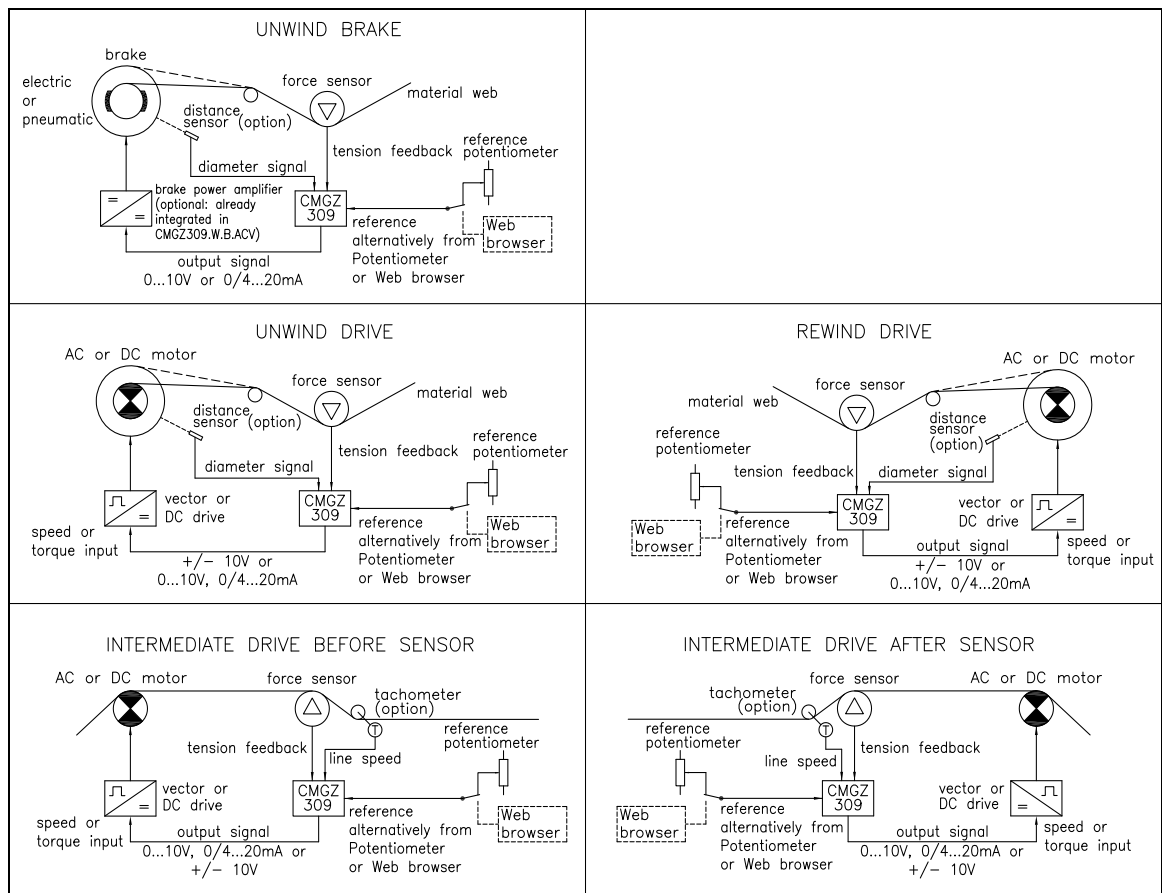 UNWIND BRAKE
brake
electric
or
pneumatic
force sensor
material web
distance
sensor (option)
reference
potentiometer
tension feedback
diameter signal
brake power amplifier
(optional: already
integrated in
CMGZ309.W.B.ACV)
=
=
CMGZ
309
Web
browser
reference
alternatively from
Potentiometer
or Web browser
output signal
0...10V or 0/4...20mA
UNWIND DRIVE
AC or DC motor
force sensor
material web
distance
sensor (option)
reference
potentiometer
tension feedback
diameter signal
vector or
DC drive
=
CMGZ
309
Web
browser
speed or
torque input
reference
alternatively from
Potentiometer
or Web browser
output signal
+/- 10V or
0...10V, 0/4...20mA
REWIND DRIVE
AC or DC motor
force sensor
material web
distance
sensor
(option)
reference
potentiometer
tension feedback
diameter signal
CMGZ
309
vector or
DC drive
=
Web
browser
reference
alternatively from
Potentiometer
or Web browser
output signal
+/- 10V or
0...10V, 0/4...20mA
speed or
torque input
INTERMEDIATE DRIVE BEFORE SENSOR
AC or DC motor
force sensor
tachometer
(option)
T
reference
potentiometer
tension feedback
line speed
vector or
DC drive
=
CMGZ
309
Web
browser
speed or
torque input
reference
alternatively from
Potentiometer
or Web browser
output signal
0...10V, 0/4...20mA or
+/- 10V
INTERMEDIATE DRIVE AFTER SENSOR
force sensor
AC or DC motor
tachometer
(option)
T
reference
potentiometer
line speed
tension feedback
CMGZ
309
vector or
DC drive
=
Web
browser
reference
alternatively from
Potentiometer
or Web browser
output signal
0...10V, 0/4...20mA or
+/- 10V
speed or
torque input